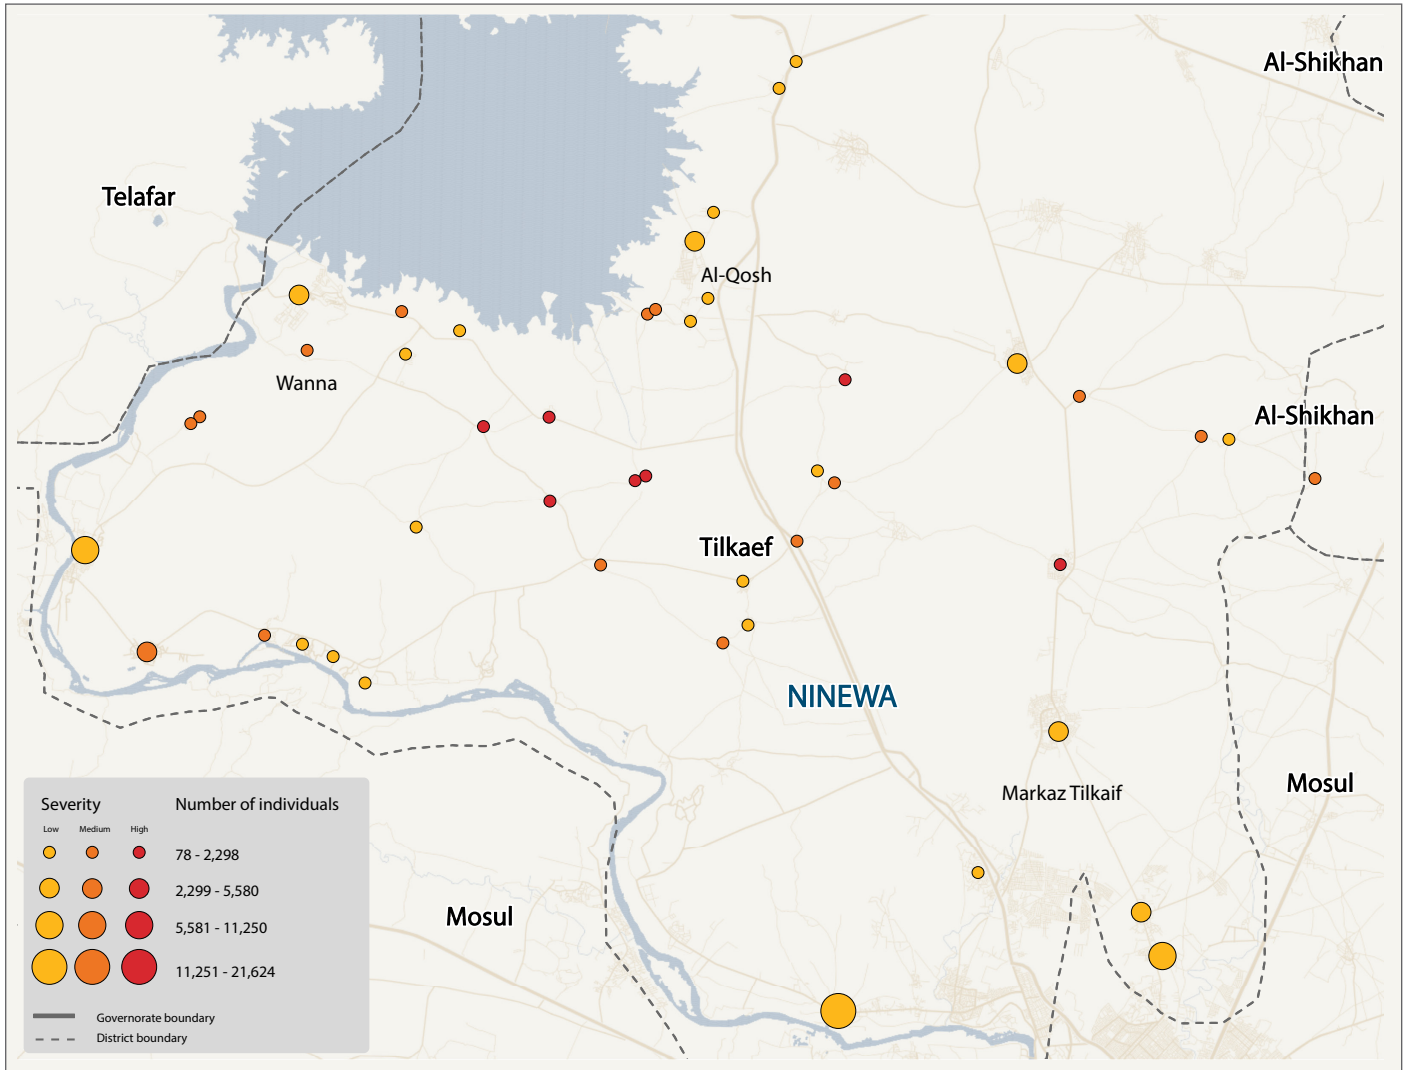 Al-Shikhan
Telafar
Al-Qosh
Wanna
Al-Shikhan
Tilkaef
NINEWA
Markaz Tilkaif
Mosul
Mosul
Severity
Number of individuals
Low
Medium
High
78 - 2,298
2,299 - 5,580
5,581 - 11,250
11,251 - 21,624
Governorate boundary
District boundary